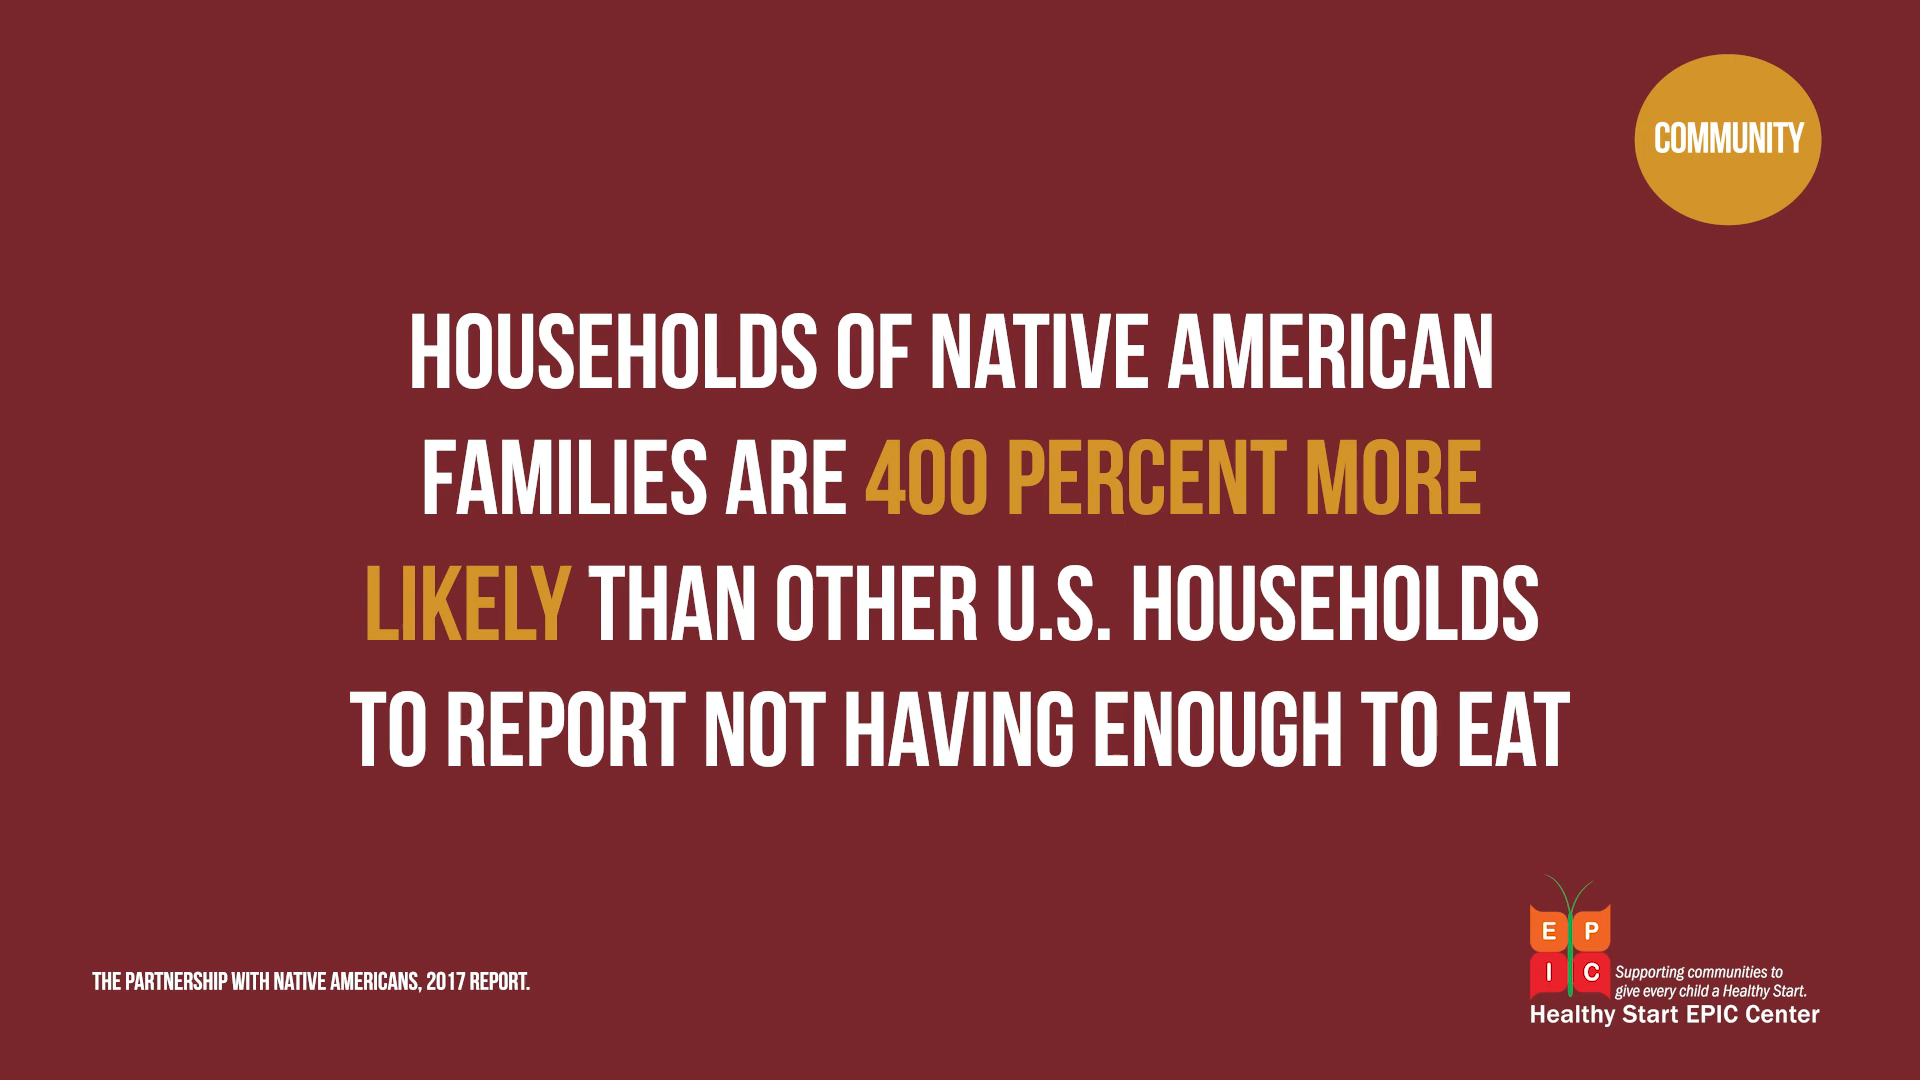 COMMUNITY
HOUSEHOLDS OF NATIVE AMERICAN
FAMILIES ARE 400 PERCENT MORE
LIKELY THAN OTHER U.S. HOUSEHOLDS
TO REPORT NOT HAVING ENOUGH TO EAT
THE PARTNERSHIP WITH NATIVE AMERICANS, 2017 REPORT.
E P
I C
Supporting communities to
give every child a Healthy Start.
Healthy Start EPIC Center